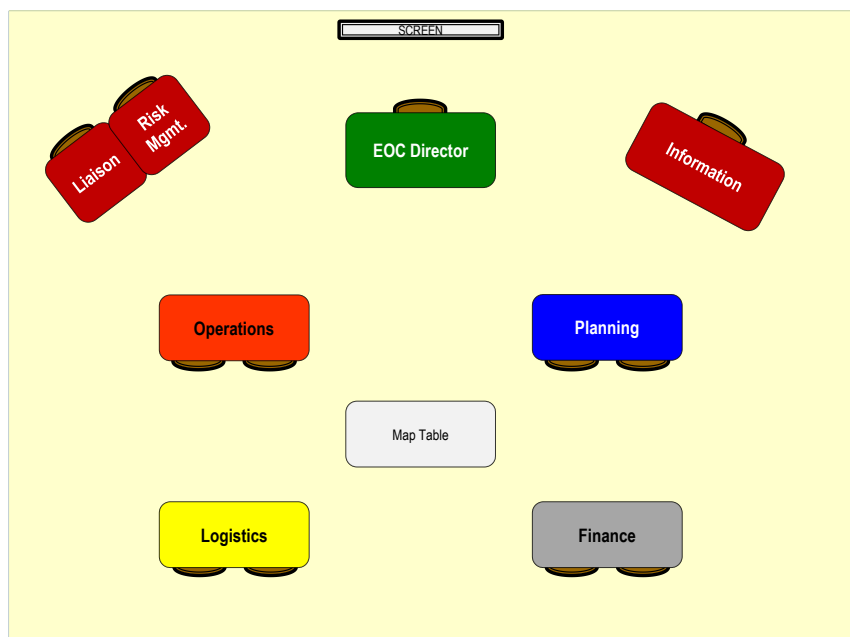 SCREEN
Risk
Mgmt.
Liaison
EOC Director
Information
Operations
Planning
Map Table
Logistics
Finance